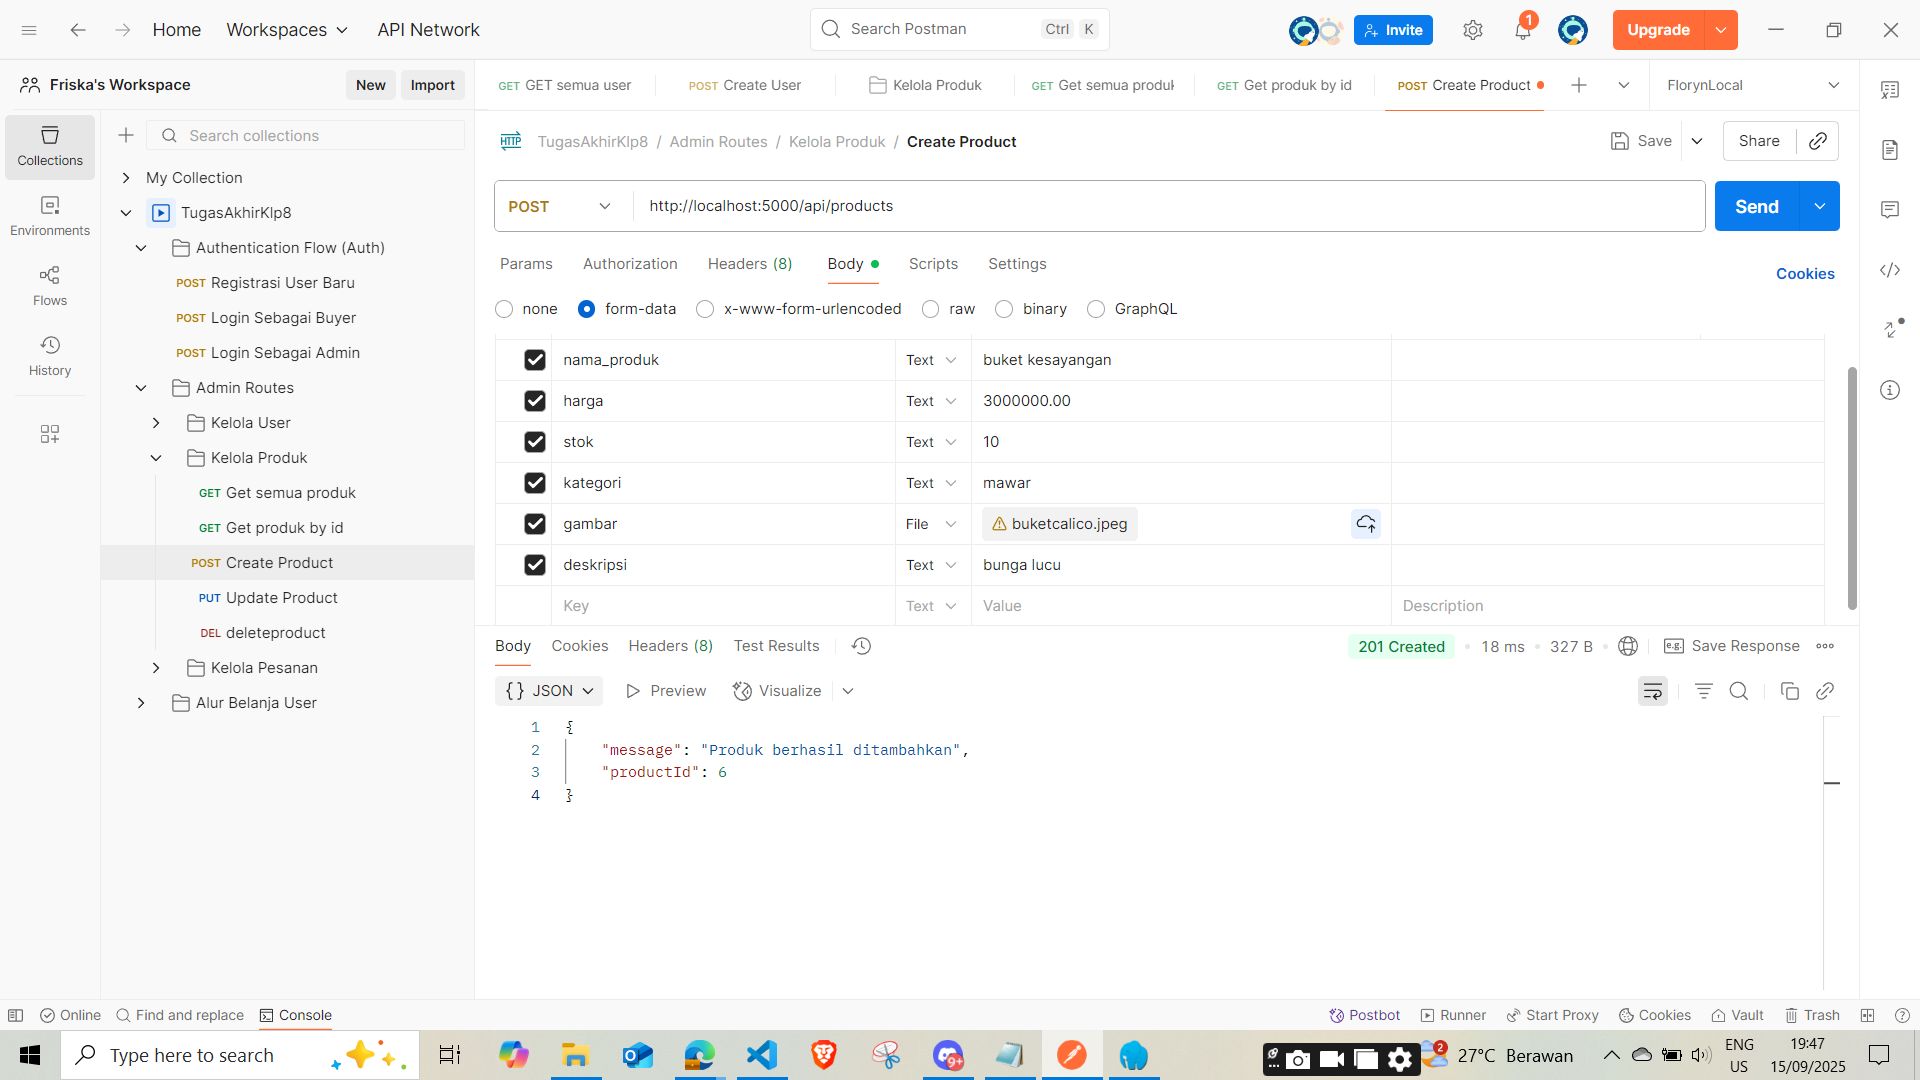 Home
Workspaces
API Network
Search Postman
Ctrl
K
Invite
1
Upgrade
Friska's Workspace
New
Import
GET GET semua user
POST Create User
Kelola Produk
GET Get semua produk
GET Get produk by id
POST Create Product
FlorynLocal
Collections
Environments
Flows
History
Search collections
My Collection
TugasAkhirKlp8
Authentication Flow (Auth)
POST Registrasi User Baru
POST Login Sebagai Buyer
POST Login Sebagai Admin
Admin Routes
Kelola User
Kelola Produk
GET Get semua produk
GET Get produk by id
POST Create Product
PUT Update Product
DEL deleteproduct
Kelola Pesanan
Alur Belanja User
HTTP TugasAkhirKlp8 / Admin Routes / Kelola Produk / Create Product
Save
Share
POST
http://localhost:5000/api/products
Send
Params
Authorization
Headers (8)
Body
Scripts
Settings
Cookies
none
form-data
x-www-form-urlencoded
raw
binary
GraphQL
nama_produk Text buket kesayangan
harga Text 3000000.00
stok Text 10
kategori Text mawar
gambar File buketcalico.jpeg
deskripsi Text bunga lucu
Key Text Value Description
Body
Cookies
Headers (8)
Test Results
201 Created
18 ms
327 B
e.g. Save Response
{} JSON
Preview
Visualize
1 {
2 "message": "Produk berhasil ditambahkan",
3 "productId": 6
4 }
Online
Find and replace
Console
Postbot
Runner
Start Proxy
Cookies
Vault
Trash
Type here to search
9+
2
27°C Berawan
ENG
US
19:47
15/09/2025